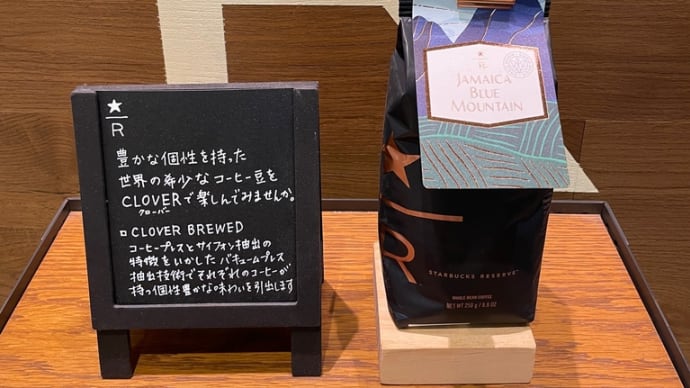 R
豊かな個性を持った
世界の希少なコーヒー豆を
CLOVERで楽しんでみませんか。
クローバー
CLOVER BREWED
コーヒープレスとサイフォン抽出の
特徴をいかしたバキュームプレス
抽出技術でそれぞれのコーヒーが
持つ個性豊かな味わいを引出します
R
JAMAICA
BLUE
MOUNTAIN
R
STARBUCKS RESERVE
WHOLE BEAN COFFEE
NET WT 250 g / 8.8 OZ